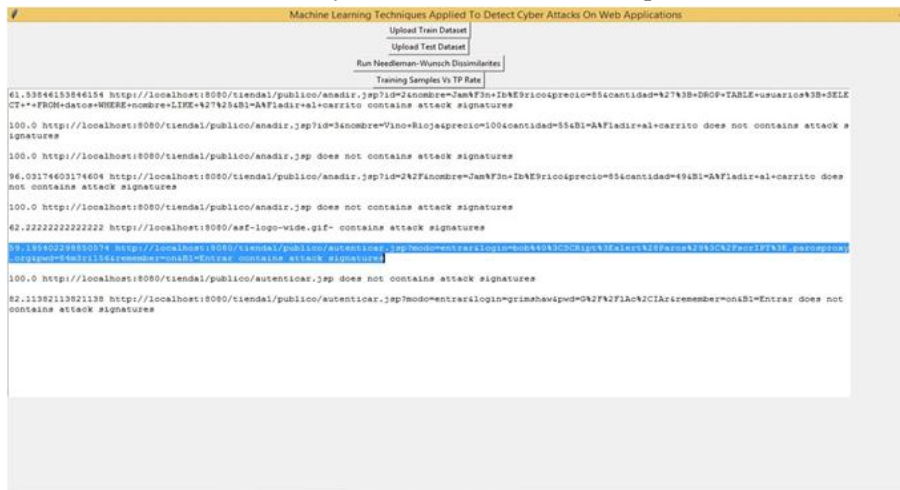 Machine Learning Techniques Applied To Detect Cyber Attacks On Web Applications
Upload Train Dataset
Upload Test Dataset
Run Needleman-Wunsch Dissimilarites
Training Samples Vs TP Rate
61.53846153846154 http://localhost:8080/tienda1/publico/anadir.jsp?id=2&nombre=Jam%F3n+Ib%E9rico&precio=85&cantidad=%27%3B+DROP+TABLE+usuarios%3B+SELE
CT+*+FROM+datos+WHERE+nombre+LIKE+%27%25&B1=A%F1adir+al+carrito contains attack signatures
100.0 http://localhost:8080/tienda1/publico/anadir.jsp?id=3&nombre=Vino+Rioja&precio=100&cantidad=55&B1=A%F1adir+al+carrito does not contains attack s
ignatures
100.0 http://localhost:8080/tienda1/publico/anadir.jsp does not contains attack signatures
96.03174603174604 http://localhost:8080/tienda1/publico/anadir.jsp?id=2%2F&nombre=Jam%F3n+Ib%E9rico&precio=85&cantidad=49&B1=A%F1adir+al+carrito does
not contains attack signatures
100.0 http://localhost:8080/tienda1/publico/anadir.jsp does not contains attack signatures
62.22222222222222 http://localhost:8080/asf-logo-wide.gif~ contains attack signatures
59.195402298850574 http://localhost:8080/tienda1/publico/autenticar.jsp?modo=entrar&login=bob%40%3CSCRipt%3Ealert%28Paros%29%3C%2FscrIPT%3E.parosproxy
.org&pwd=84m3ri156&remember=on&B1=Entrar contains attack signatures
100.0 http://localhost:8080/tienda1/publico/autenticar.jsp does not contains attack signatures
82.11382113821138 http://localhost:8080/tienda1/publico/autenticar.jsp?modo=entrar&login=grimshaw&pwd=G%2F%2F1Ac%2CIAr&remember=on&B1=Entrar does not
contains attack signatures